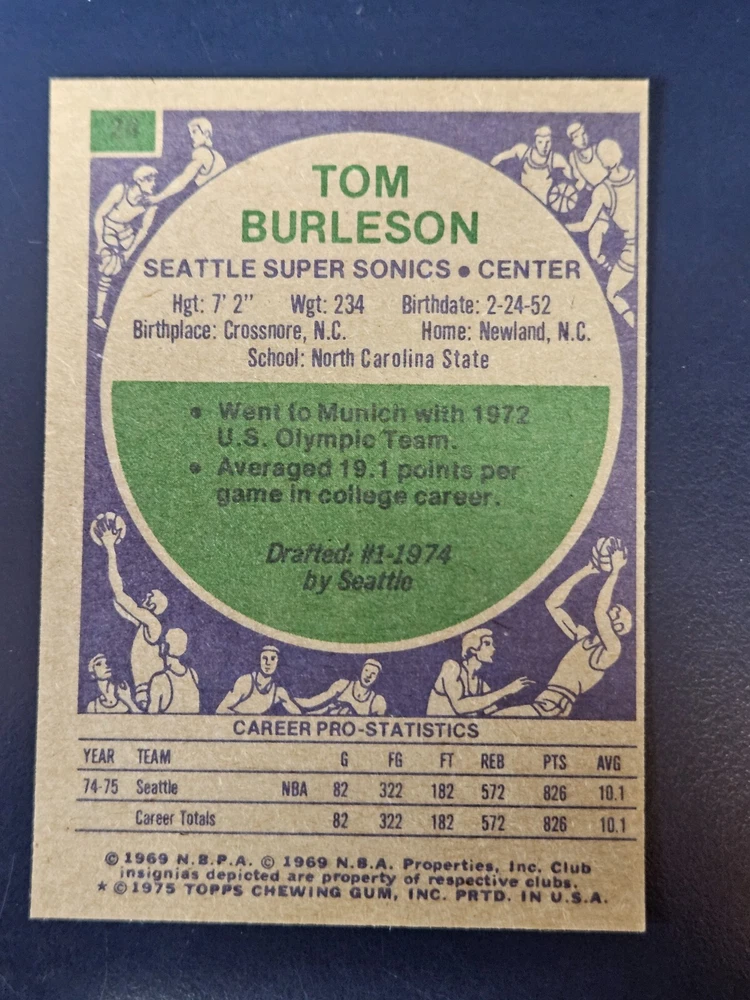 28
TOM
BURLESON
SEATTLE SUPER SONICS • CENTER
Hgt: 7' 2" Wgt: 234 Birthdate: 2-24-52
Birthplace: Crossnore, N.C. Home: Newland, N.C.
School: North Carolina State
• Went to Munich with 1972
U.S. Olympic Team.
• Averaged 19.1 points per
game in college career.
Drafted: #1-1974
by Seattle
CAREER PRO-STATISTICS
YEAR TEAM G FG FT REB PTS AVG
74-75 Seattle NBA 82 322 182 572 826 10.1
Career Totals 82 322 182 572 826 10.1
© 1969 N.B.P.A. © 1969 N.B.A. Properties, Inc. Club
insignias depicted are property of respective clubs.
* © 1975 TOPPS CHEWING GUM, INC. PRTD. IN U.S.A.